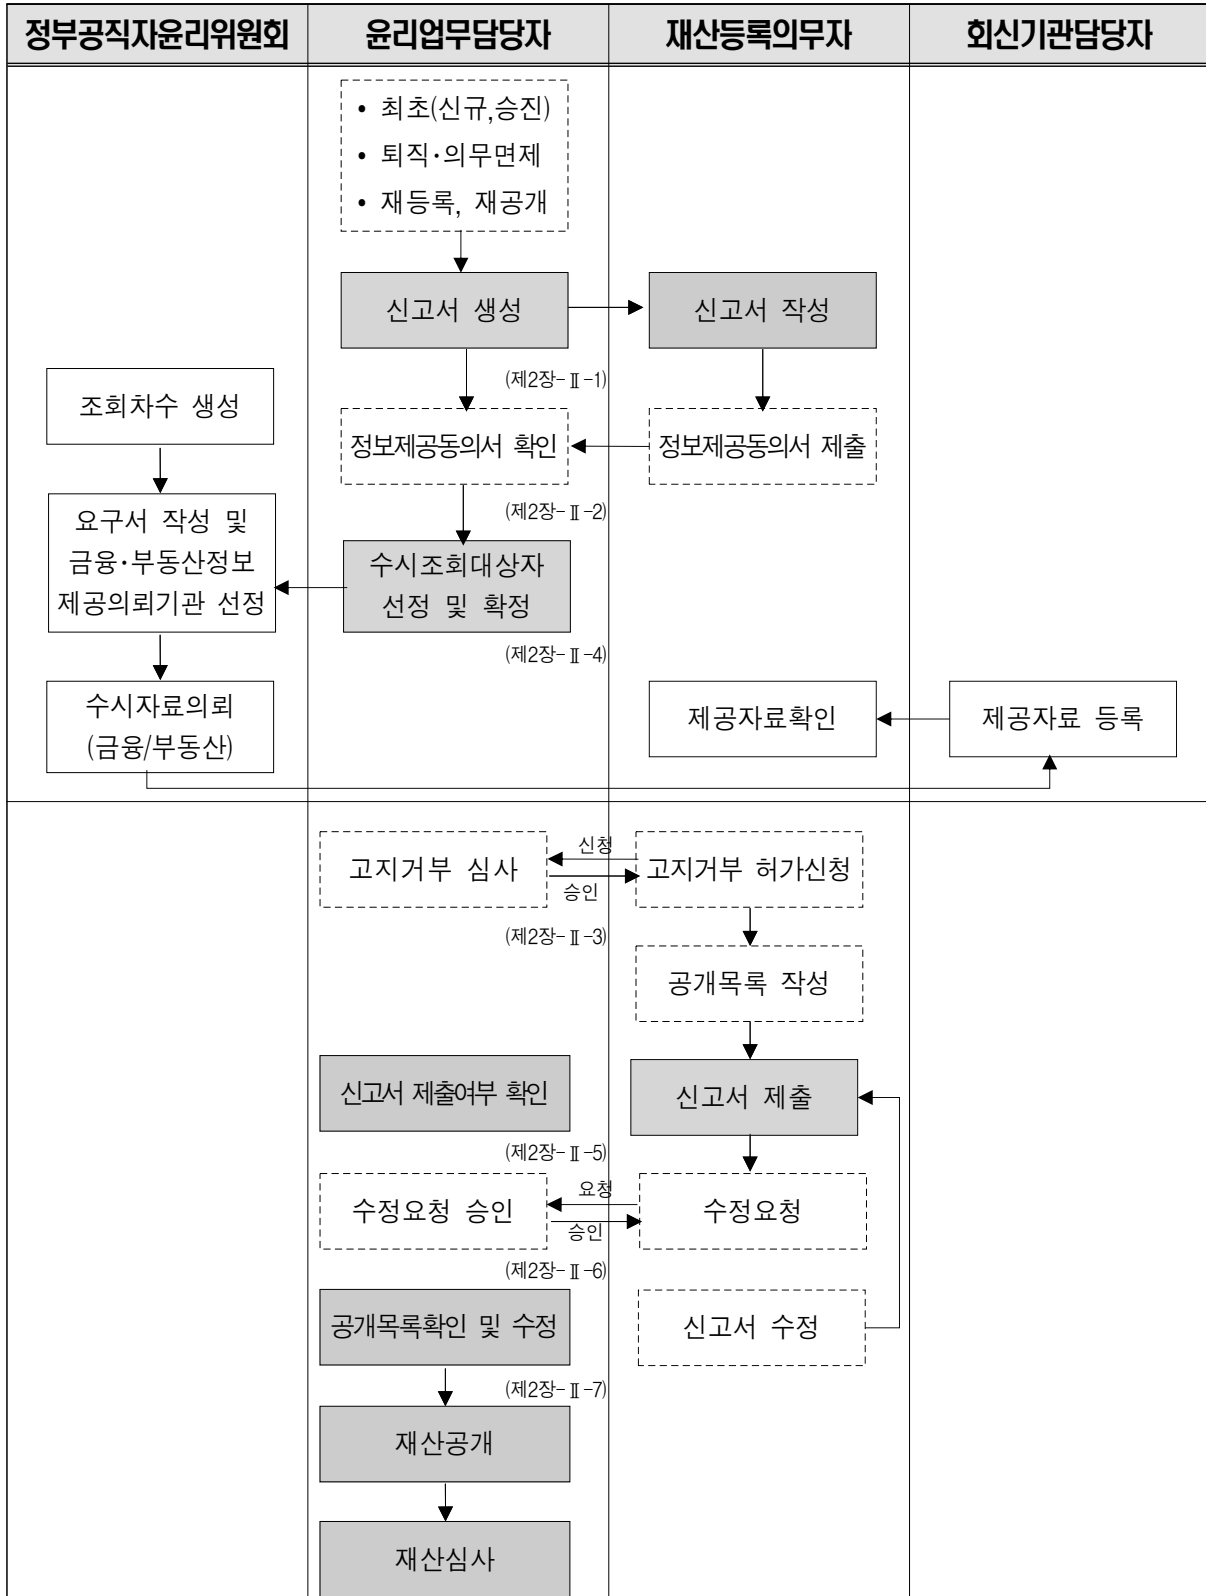 정부공직자윤리위원회 윤리업무담당자 재산등록의무자 회신기관담당자
• 최초(신규,승진)
• 퇴직·의무면제
• 재등록, 재공개
신고서 생성 신고서 작성
(제2장-Ⅱ-1)
조회차수 생성
정보제공동의서 확인 정보제공동의서 제출
(제2장-Ⅱ-2)
요구서 작성 및
금융·부동산정보
제공의뢰기관 선정
수시조회대상자
선정 및 확정
(제2장-Ⅱ-4)
수시자료의뢰
(금융/부동산)
제공자료확인 제공자료 등록
신청
고지거부 심사 고지거부 허가신청
승인
(제2장-Ⅱ-3)
공개목록 작성
신고서 제출여부 확인 신고서 제출
(제2장-Ⅱ-5)
요청
수정요청 승인 수정요청
승인
(제2장-Ⅱ-6)
공개목록확인 및 수정 신고서 수정
(제2장-Ⅱ-7)
재산공개
재산심사